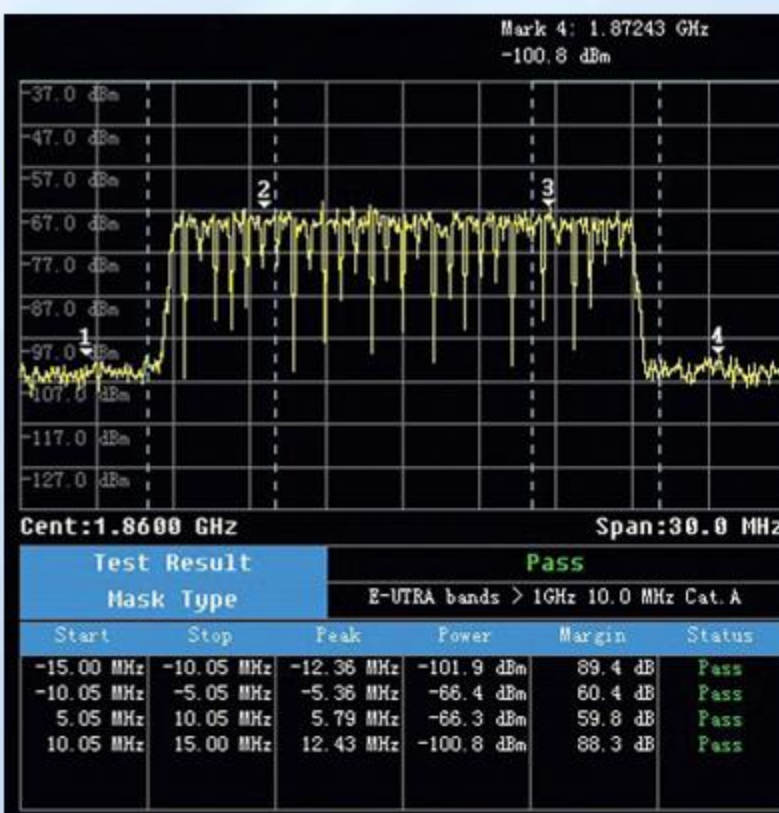 Mark 4: 1.87243 GHz
-100.8 dBm
-37.0 dBm
-47.0 dBm
-57.0 dBm
2 3
-67.0 dBm
-77.0 dBm
-87.0 dBm
1 4
-97.0 dBm
-107.0 dBm
-117.0 dBm
-127.0 dBm
Cent:1.8600 GHz Span:30.0 MHz
Test Result Pass
Mask Type E-UTRA bands > 1GHz 10.0 MHz Cat.A
Start Stop Peak Power Margin Status
-15.00 MHz -10.05 MHz -12.36 MHz -101.9 dBm 89.4 dB Pass
-10.05 MHz -5.05 MHz -5.36 MHz -66.4 dBm 60.4 dB Pass
5.05 MHz 10.05 MHz 5.79 MHz -66.3 dBm 59.8 dB Pass
10.05 MHz 15.00 MHz 12.43 MHz -100.8 dBm 88.3 dB Pass